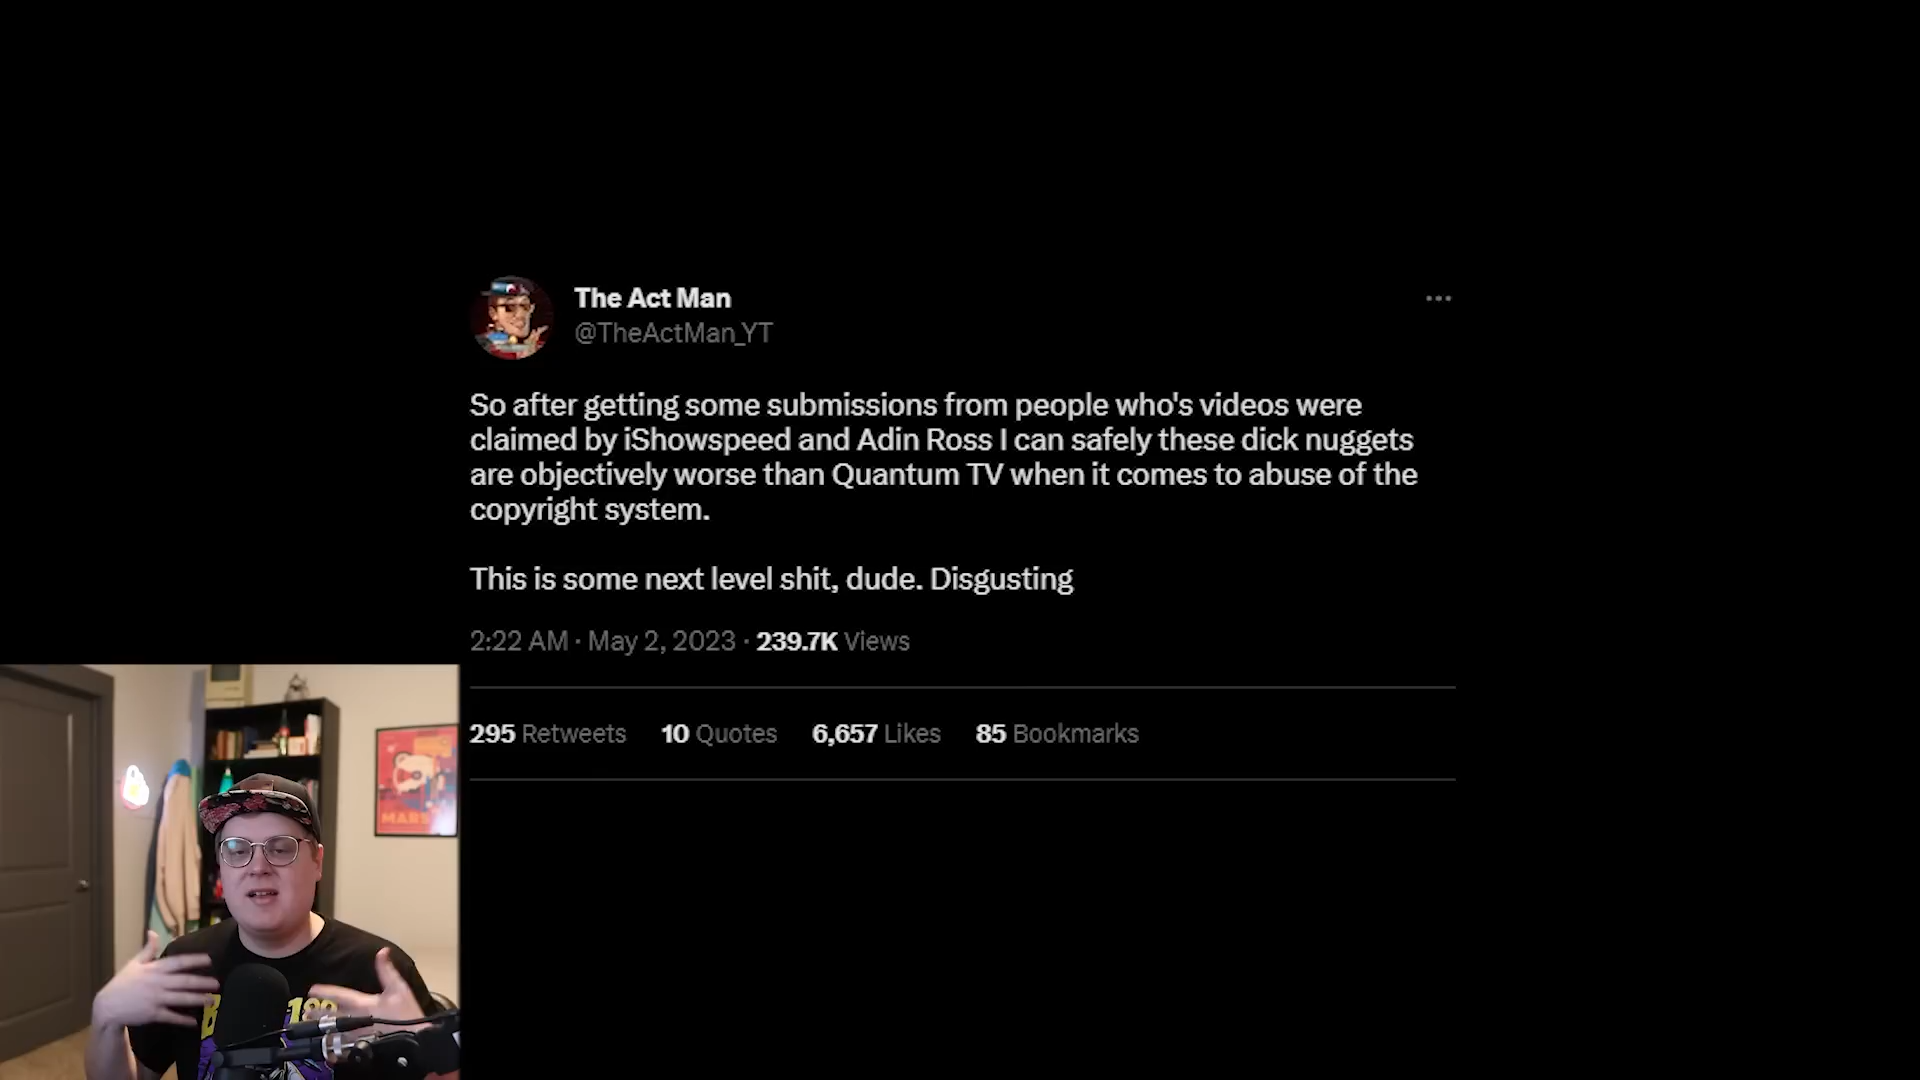 The Act Man
@TheActMan_YT
So after getting some submissions from people who's videos were
claimed by iShowspeed and Adin Ross I can safely these dick nuggets
are objectively worse than Quantum TV when it comes to abuse of the
copyright system.
This is some next level shit, dude. Disgusting
2:22 AM · May 2, 2023 · 239.7K Views
295 Retweets 10 Quotes 6,657 Likes 85 Bookmarks
MARS